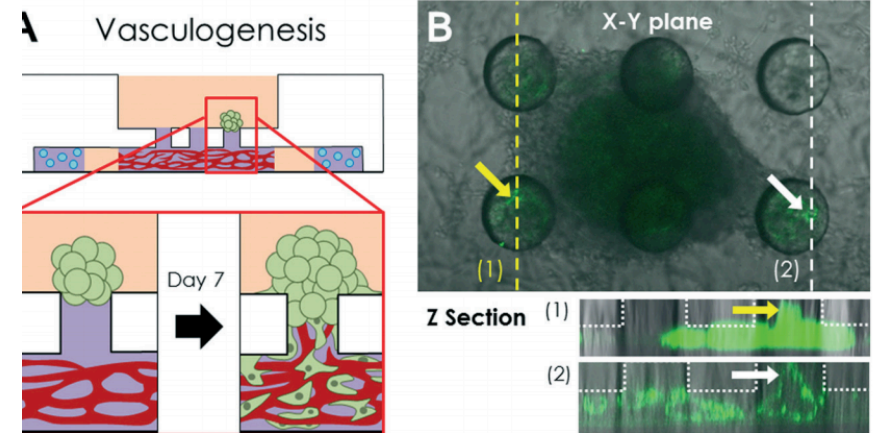 A Vasculogenesis
Day 7
B X-Y plane
(1) (2)
Z Section (1)
(2)